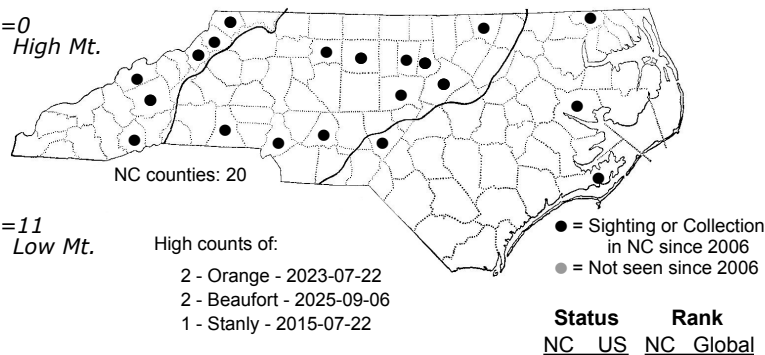 =0
High Mt.
NC counties: 20
=11
Low Mt.
High counts of:
2 - Orange - 2023-07-22
2 - Beaufort - 2025-09-06
1 - Stanly - 2015-07-22
= Sighting or Collection
in NC since 2006
= Not seen since 2006
Status Rank
NC US NC Global